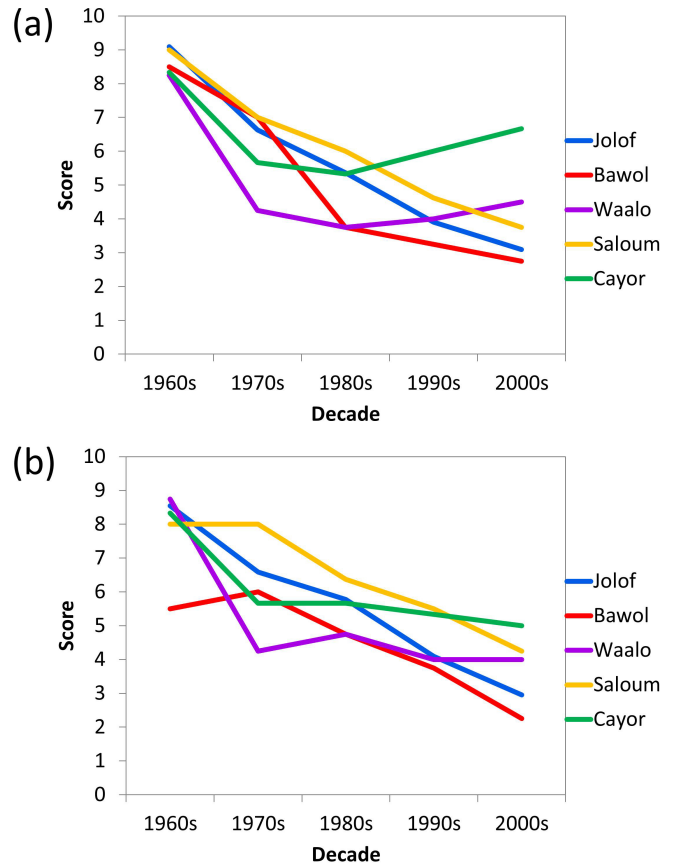 (a)
10
9
8
7
6
5
4
3
2
1
0
Score
1960s 1970s 1980s 1990s 2000s
Decade
Jolof
Bawol
Waalo
Saloum
Cayor
(b)
10
9
8
7
6
5
4
3
2
1
0
Score
1960s 1970s 1980s 1990s 2000s
Decade
Jolof
Bawol
Waalo
Saloum
Cayor